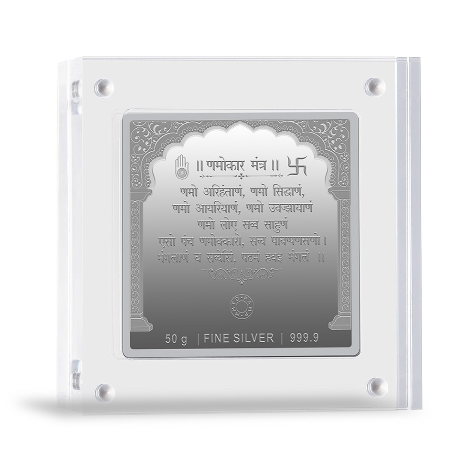 ॥ णमोकार मंत्र ॥
णमो अरिहंताणं, णमो सिद्धाणं,
णमो आयरियाणं, णमो उवज्झायाणं
णमो लोए सव्व साहुणं
एसो पंच णमोक्कारो, सव्व पावप्पणासणो।
मंगलाणं च सव्वेसिं, पढमं हवइ मंगलं ॥
50 g | FINE SILVER | 999.9